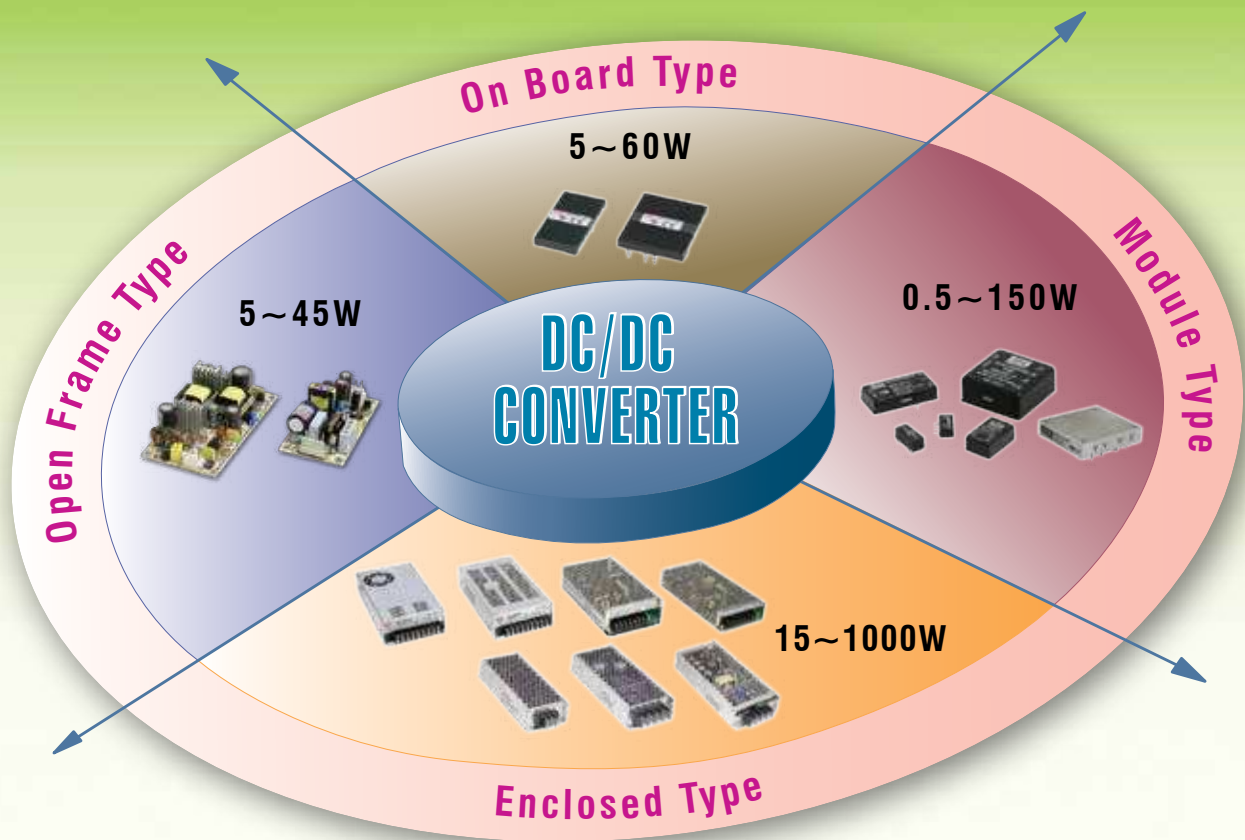 On Board Type
5~60W
Open Frame Type
5~45W
Module Type
0.5~150W
DC/DC
CONVERTER
15~1000W
Enclosed Type